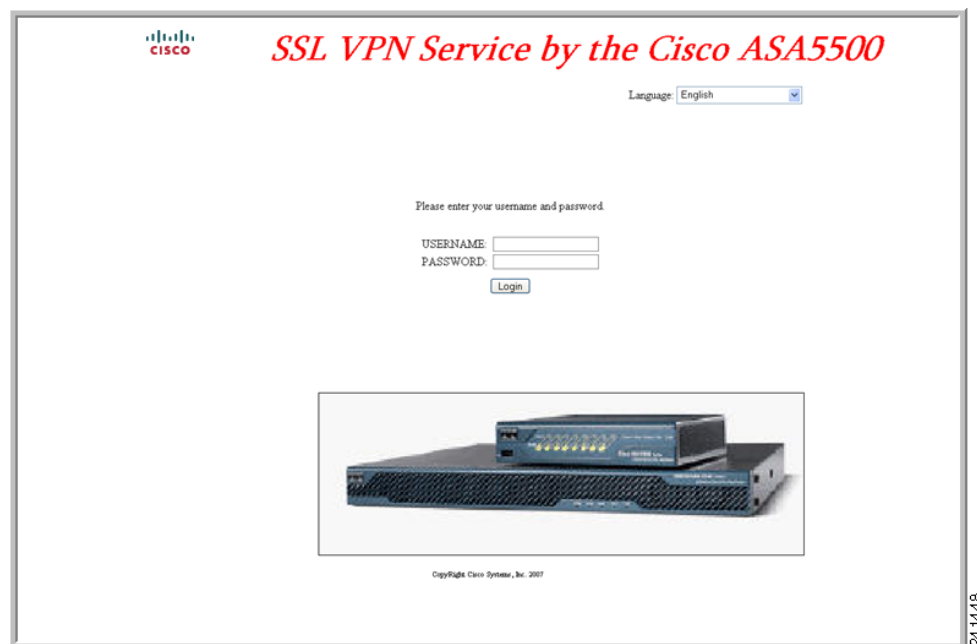 CISCO
SSL VPN Service by the Cisco ASA5500
Language: English
Please enter your username and password.
USERNAME:
PASSWORD:
Login
CopyRight Cisco Systems, Inc. 2007